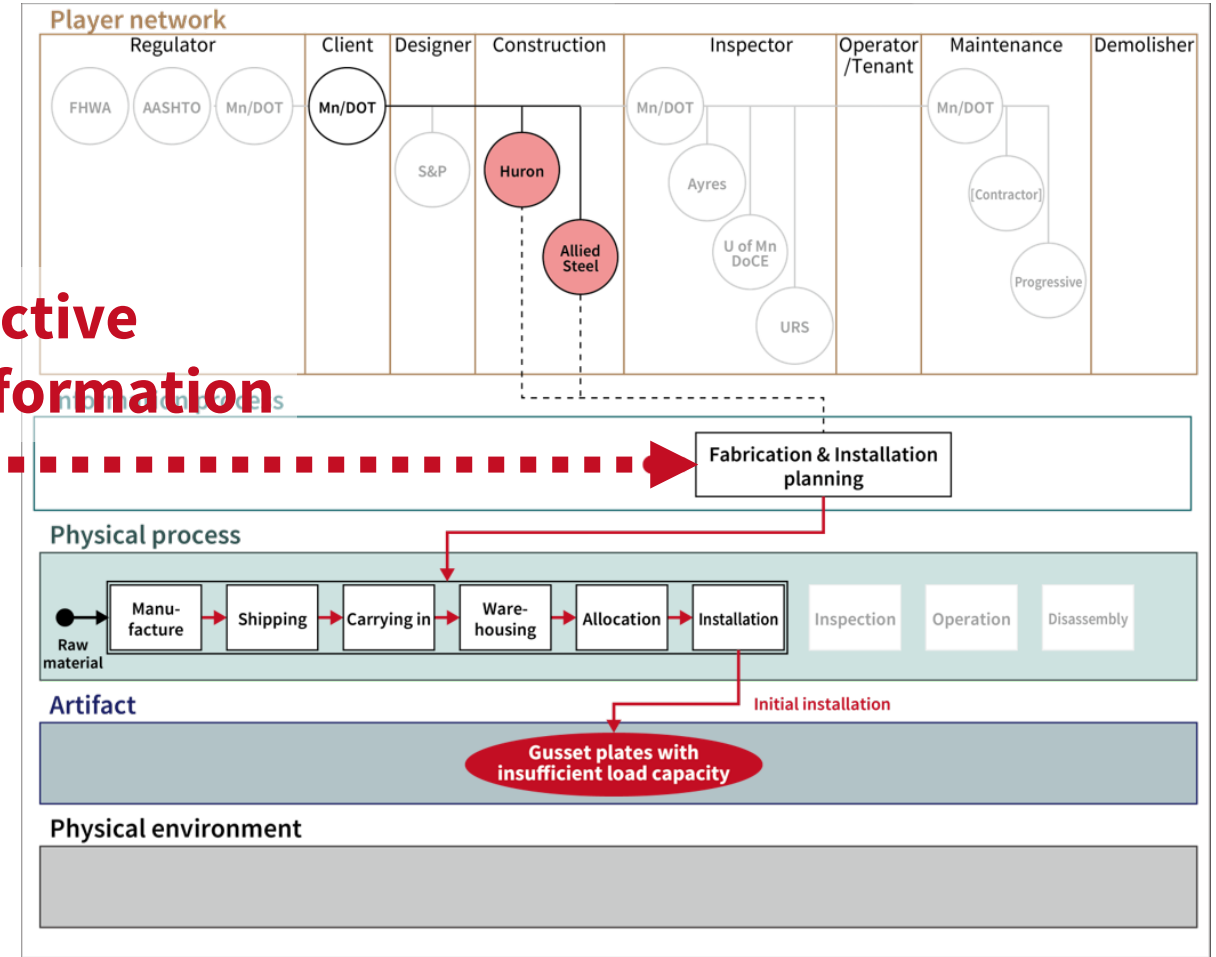 Player network
Regulator
Client
Designer
Construction
Inspector
Operator
/Tenant
Maintenance
Demolisher
FHWA
AASHTO
Mn/DOT
Mn/DOT
Mn/DOT
Mn/DOT
S&P
Huron
Ayres
[Contractor]
Allied
Steel
U of Mn
DoCE
Progressive
URS
ctive
formation
Information process
Fabrication & Installation
planning
Physical process
Raw
material
Manu-
facture
Shipping
Carrying in
Ware-
housing
Allocation
Installation
Inspection
Operation
Disassembly
Artifact
Initial installation
Gusset plates with
insufficient load capacity
Physical environment